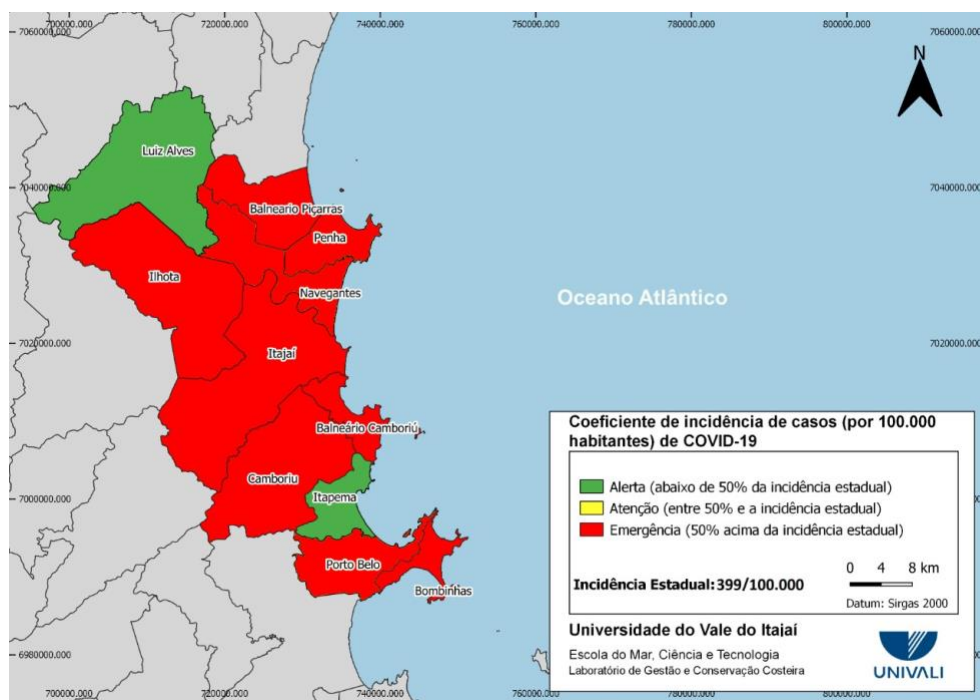 700000.000 720000.000 740000.000 760000.000 780000.000 800000.000
7060000.000 7060000.000
N
Luiz Alves
7040000.000 7040000.000
Balneario Piçarras
Penha
Ilhota
Navegantes
Oceano Atlântico
7020000.000 7020000.000
Itajaí
Balneário Camboriú
Camboriu
Itapema
7000000.000
Porto Belo
Bombinhas
6980000.000
700000.000 720000.000 740000.000 760000.000 780000.000 800000.000
Coeficiente de incidência de casos (por 100.000
habitantes) de COVID-19
Alerta (abaixo de 50% da incidência estadual)
Atenção (entre 50% e a incidência estadual)
Emergência (50% acima da incidência estadual)
Incidência Estadual: 399/100.000
0 4 8 km
Datum: Sirgas 2000
Universidade do Vale do Itajaí
Escola do Mar, Ciência e Tecnologia
Laboratório de Gestão e Conservação Costeira
UNIVALI